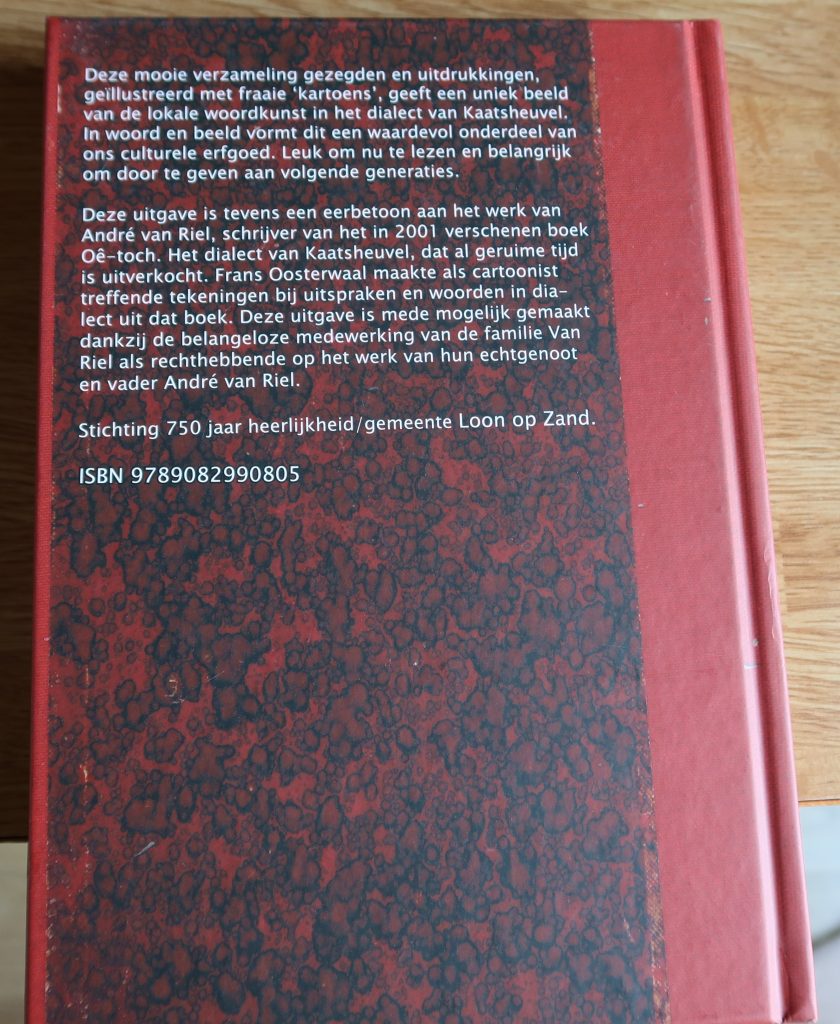 Deze mooie verzameling gezegden en uitdrukkingen,
geïllustreerd met fraaie ‘kartoens’, geeft een uniek beeld
van de lokale woordkunst in het dialect van Kaatsheuvel.
In woord en beeld vormt dit een waardevol onderdeel van
ons culturele erfgoed. Leuk om nu te lezen en belangrijk
om door te geven aan volgende generaties.
Deze uitgave is tevens een eerbetoon aan het werk van
André van Riel, schrijver van het in 2001 verschenen boek
Oê-toch. Het dialect van Kaatsheuvel, dat al geruime tijd
is uitverkocht. Frans Oosterwaal maakte als cartoonist
treffende tekeningen bij uitspraken en woorden in dia-
lect uit dat boek. Deze uitgave is mede mogelijk gemaakt
dankzij de belangeloze medewerking van de familie Van
Riel als rechthebbende op het werk van hun echtgenoot
en vader André van Riel.
Stichting 750 jaar heerlijkheid/gemeente Loon op Zand.
ISBN 9789082990805